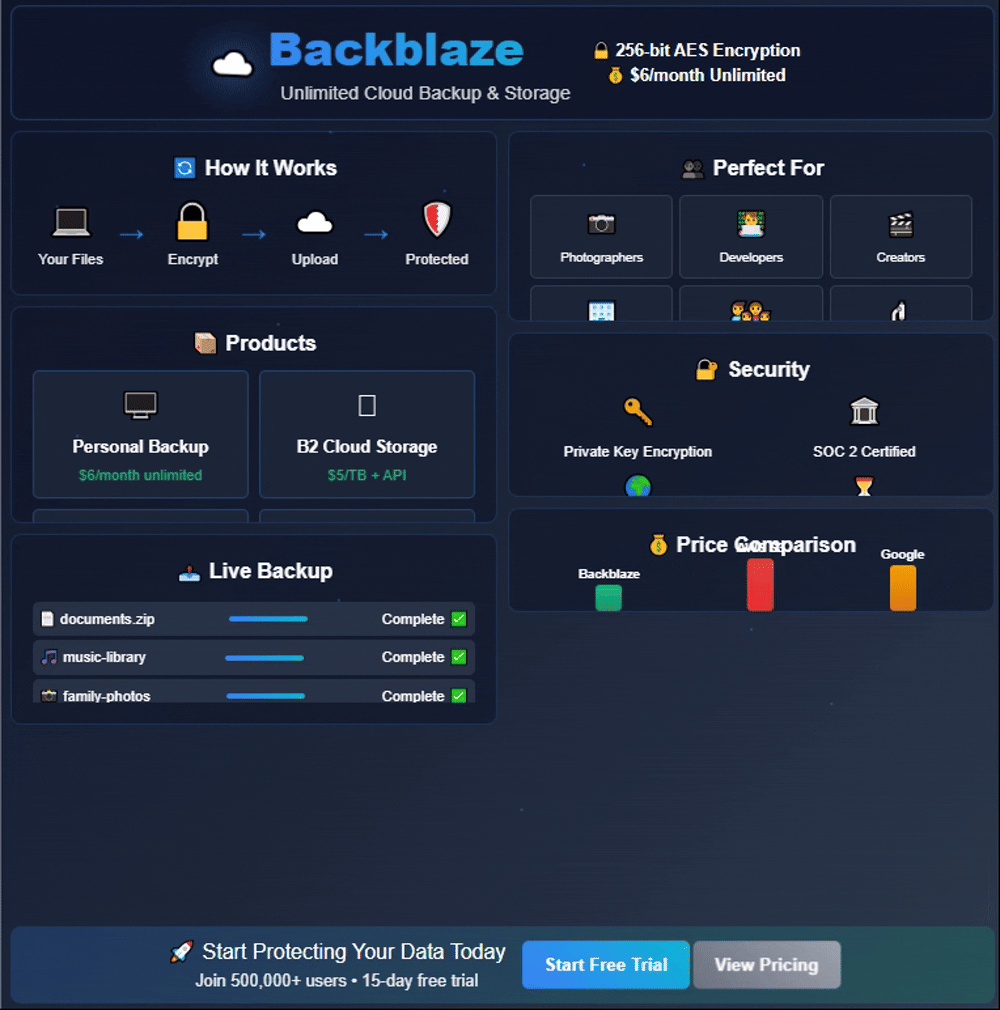 Backblaze
Unlimited Cloud Backup & Storage
256-bit AES Encryption
$6/month Unlimited
How It Works
Your Files
Encrypt
Upload
Protected
Products
Personal Backup
$6/month unlimited
B2 Cloud Storage
$5/TB + API
Live Backup
documents.zip
Complete
music-library
Complete
family-photos
Complete
Perfect For
Photographers
Developers
Creators
Security
Private Key Encryption
SOC 2 Certified
Price Comparison
Backblaze
Google
Start Protecting Your Data Today
Join 500,000+ users • 15-day free trial
Start Free Trial
View Pricing